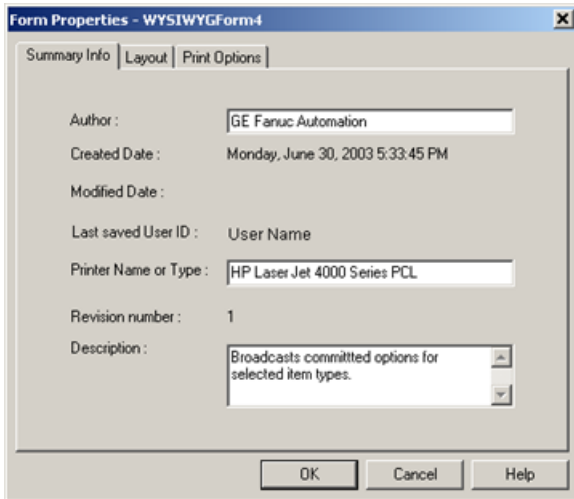 Form Properties - WYSIWYGForm4
Summary Info Layout Print Options
Author : GE Fanuc Automation
Created Date : Monday, June 30, 2003 5:33:45 PM
Modified Date :
Last saved User ID : User Name
Printer Name or Type : HP LaserJet 4000 Series PCL
Revision number : 1
Description : Broadcasts committted options for
selected item types.
OK Cancel Help